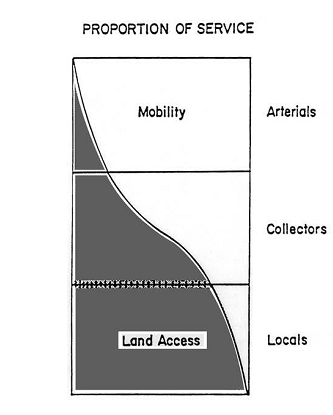 PROPORTION OF SERVICE
Mobility
Arterials
Collectors
Land Access
Locals